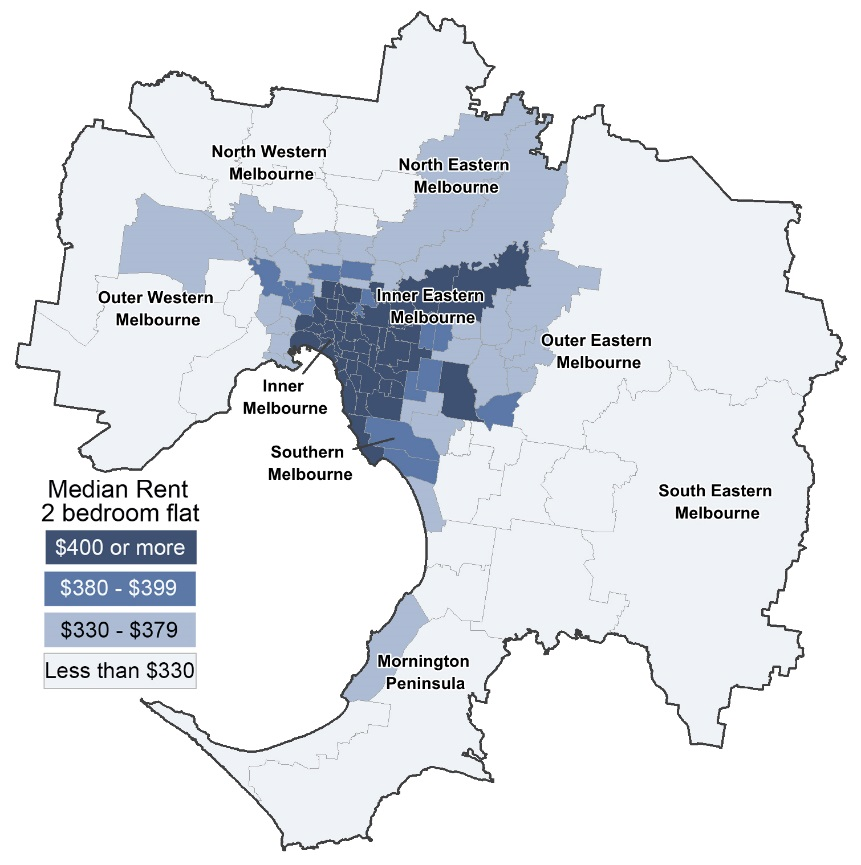 North Western
Melbourne
North Eastern
Melbourne
Outer Western
Melbourne
Inner Eastern
Melbourne
Outer Eastern
Melbourne
Inner
Melbourne
Southern
Melbourne
South Eastern
Melbourne
Mornington
Peninsula
Median Rent
2 bedroom flat
$400 or more
$380 - $399
$330 - $379
Less than $330